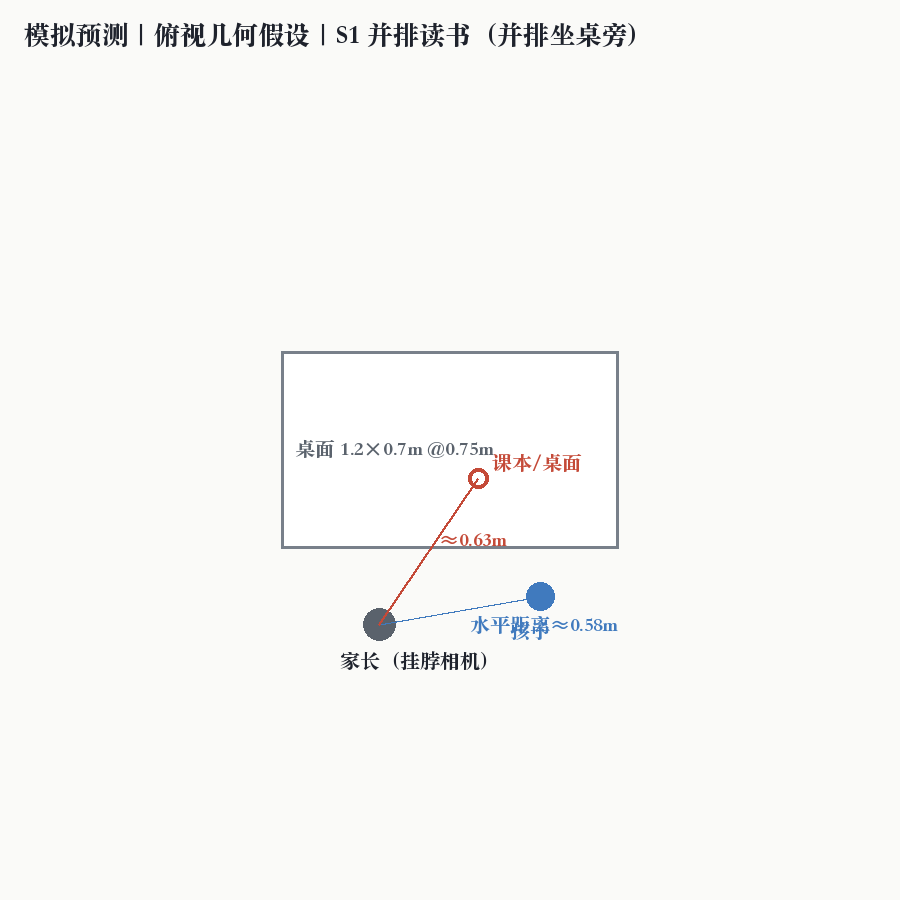 模拟预测｜俯视几何假设｜S1 并排读书（并排坐桌旁）
桌面 1.2×0.7m @0.75m
课本/桌面
≈0.63m
水平距离≈0.58m
孩子
家长（挂脖相机）